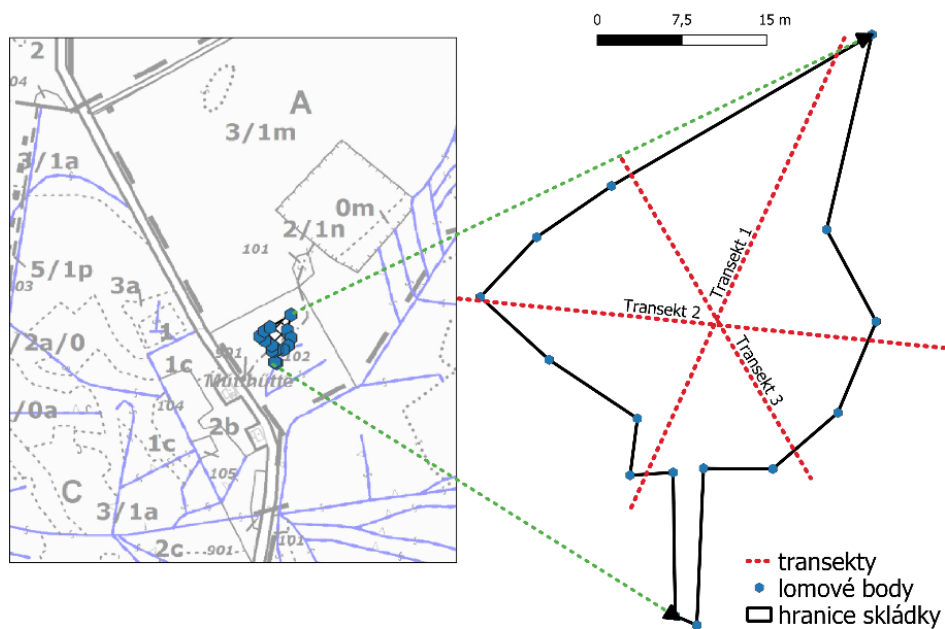 0 7,5 15 m
2
04
A
3/1m
3/1a
0m
2/1n
101
5/1p
03
3a
1
/2a/0
901
102
1c
Mütthütte
/0a
104
2b
1c
105
C
3/1a
2c
901
101
Transekt 1
Transekt 2
Transekt 3
transekty
lomové body
hranice skládky